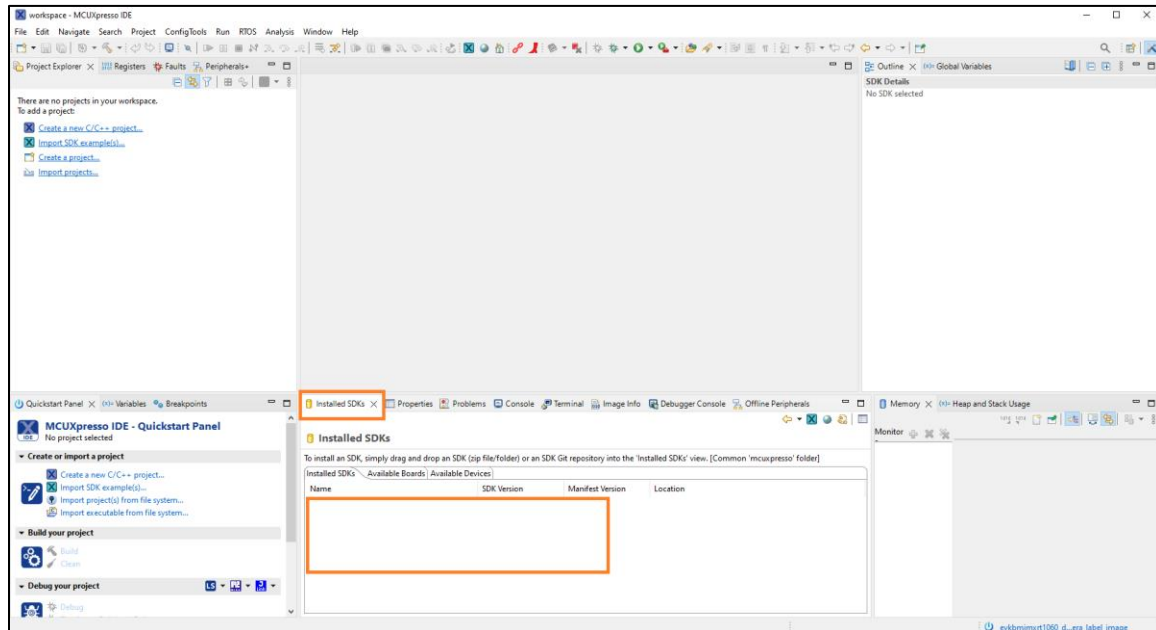 workspace - MCUXpresso IDE
File Edit Navigate Search Project ConfigTools Run RTOS Analysis Window Help
Project Explorer Registers Faults Peripherals+
There are no projects in your workspace.
To add a project:
Create a new C/C++ project...
Import SDK example(s)...
Create a project...
Import projects...
Outline (x)= Global Variables
SDK Details
No SDK selected
Quickstart Panel (x)= Variables Breakpoints
IDE
MCUXpresso IDE - Quickstart Panel
No project selected
Create or import a project
Create a new C/C++ project...
Import SDK example(s)...
Import project(s) from file system...
Import executable from file system...
Build your project
Build
Clean
Debug your project
LS
Debug
Installed SDKs Properties Problems Console Terminal Image Info Debugger Console Offline Peripherals
Installed SDKs
To install an SDK, simply drag and drop an SDK (zip file/folder) or an SDK Git repository into the 'Installed SDKs' view. [Common 'mcuxpresso' folder]
Installed SDKs Available Boards Available Devices
Name SDK Version Manifest Version Location
Memory (x)= Heap and Stack Usage
Monitor
evkbmimxrt1060_d...era_label_image